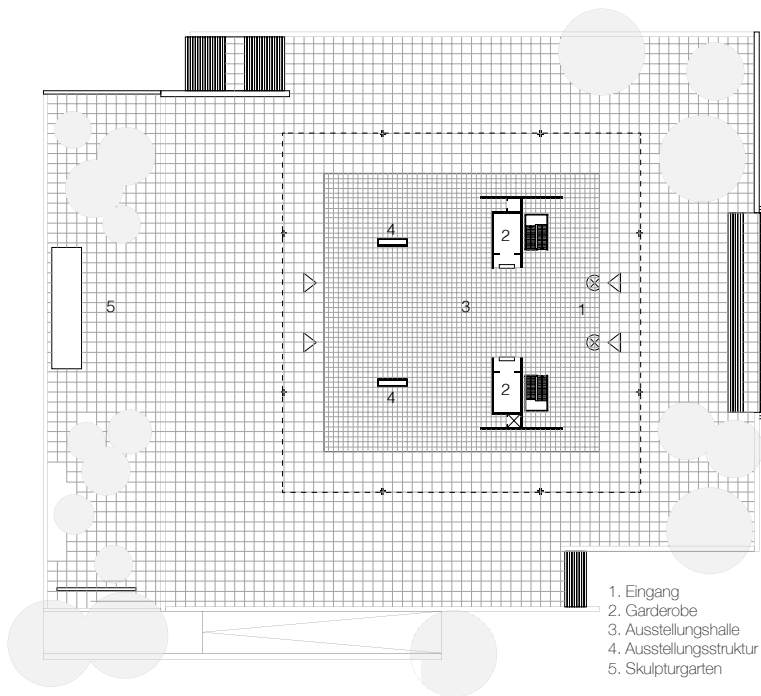 4
2
5
3
1
2
4
1. Eingang
2. Garderobe
3. Ausstellungshalle
4. Ausstellungsstruktur
5. Skulpturgarten